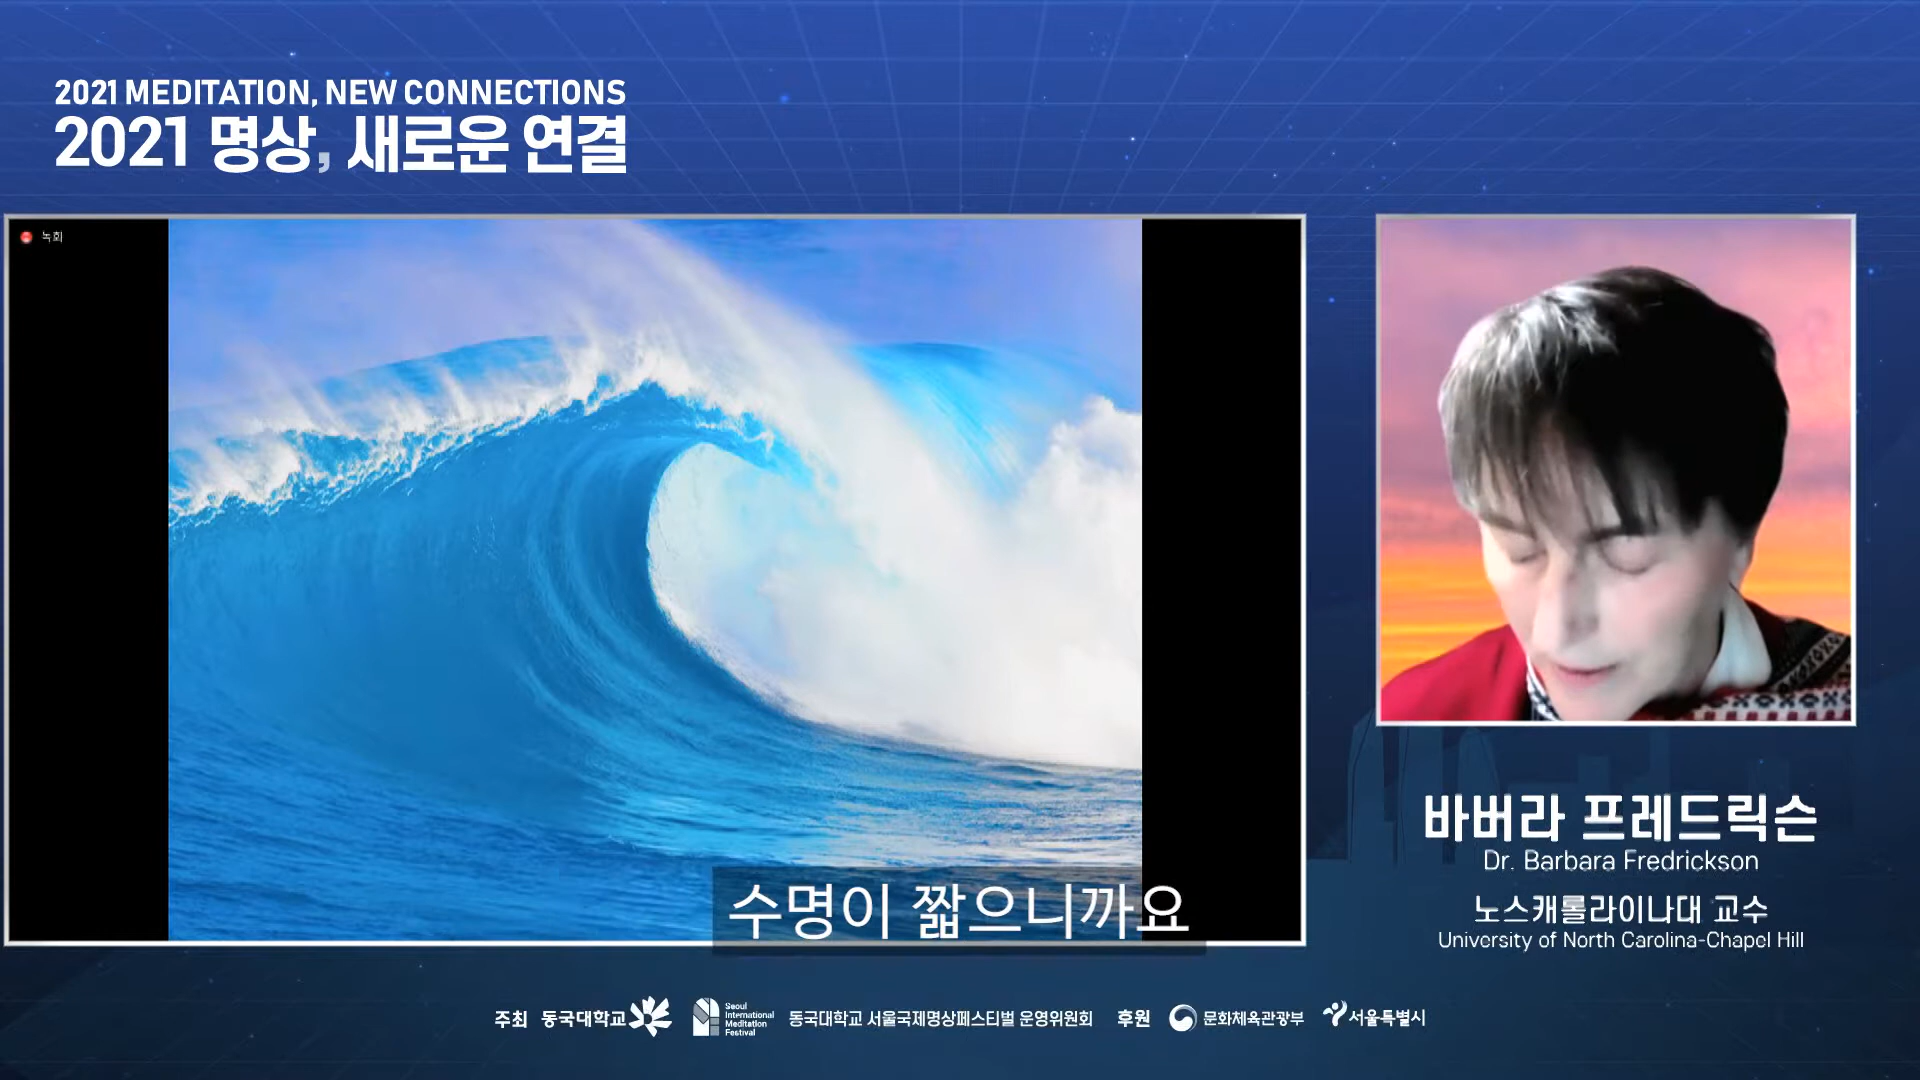 2021 MEDITATION, NEW CONNECTIONS
2021 명상, 새로운 연결
녹화
수명이 짧으니까요
바버라 프레드릭슨
Dr. Barbara Fredrickson
노스캐롤라이나대 교수
University of North Carolina-Chapel Hill
주최 동국대학교
Seoul
International
Meditation
Festival
동국대학교 서울국제명상페스티벌 운영위원회 후원 문화체육관광부 서울특별시